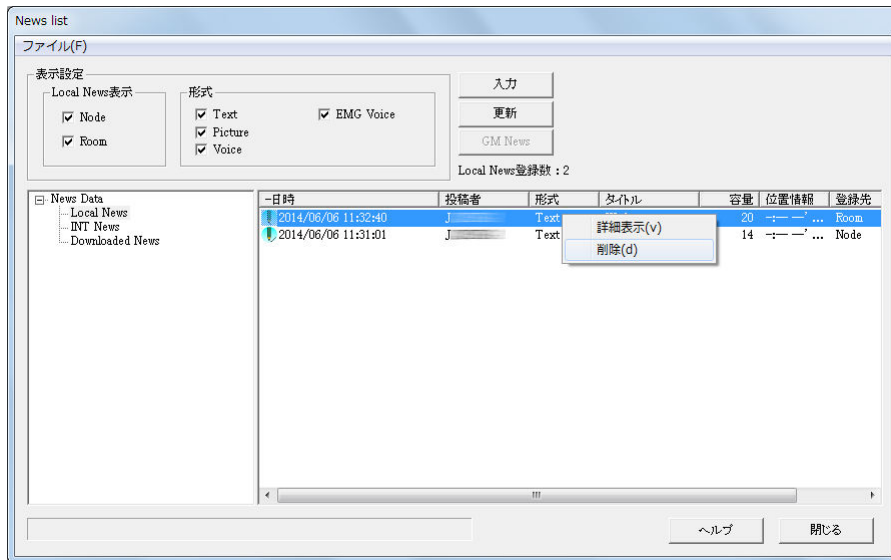 News list
ファイル(F)
表示設定
Local News表示
形式
Node
Room
Text
Picture
Voice
EMG Voice
入力
更新
GM News
Local News登録数：2
News Data
Local News
INT News
Downloaded News
-日時 投稿者 形式 タイトル 容量 位置情報 登録先
2014/06/06 11:32:40 J Text 20 -:-- --' ... Room
2014/06/06 11:31:01 J Text 14 -:-- --' ... Node
詳細表示(v)
削除(d)
ヘルプ 閉じる